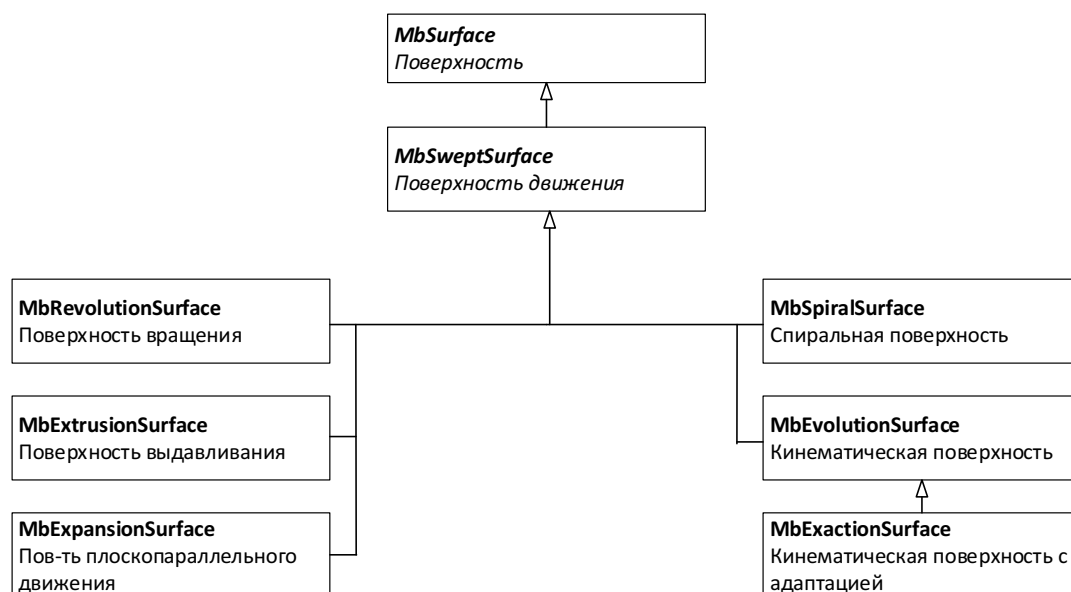 MbSurface
Поверхность
MbSweptSurface
Поверхность движения
MbRevolutionSurface
Поверхность вращения
MbSpiralSurface
Спиральная поверхность
MbExtrusionSurface
Поверхность выдавливания
MbEvolutionSurface
Кинематическая поверхность
MbExpansionSurface
Пов-ть плоскопараллельного
движения
MbExactionSurface
Кинематическая поверхность с
адаптацией